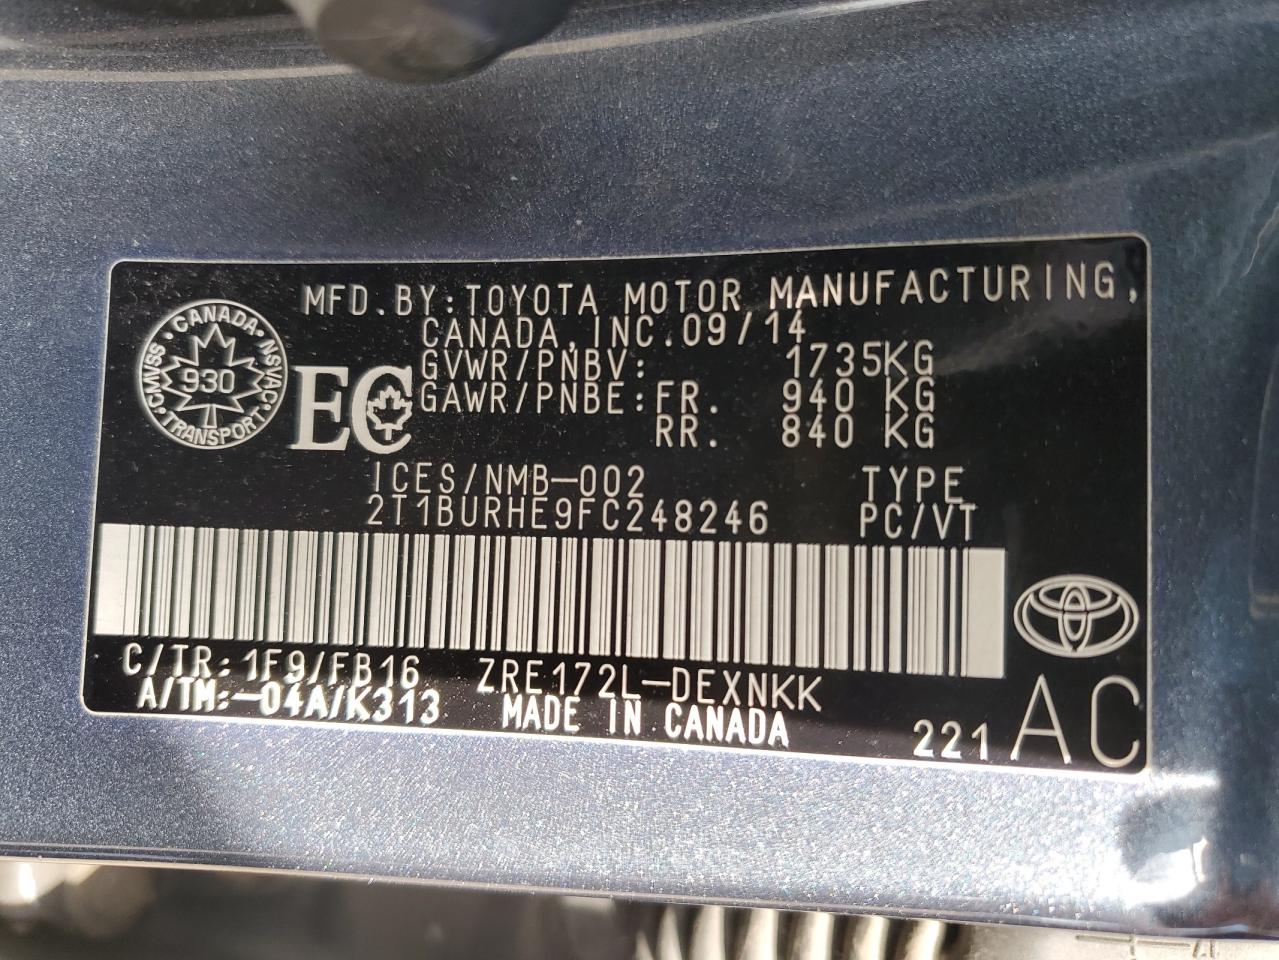 MFD.BY:TOYOTA MOTOR MANUFACTURING,
CANADA,INC.09/14
GVWR/PNBV: 1735KG
GAWR/PNBE:FR. 940 KG
RR. 840 KG
CANADA
CMVSS 930 NSVAC
TRANSPORT
EC
ICES/NMB-002 TYPE
2T1BURHE9FC248246 PC/VT
C/TR:1F9/FB16 ZRE172L-DEXNKK
A/TM:-04A/K313 MADE IN CANADA
221 AC